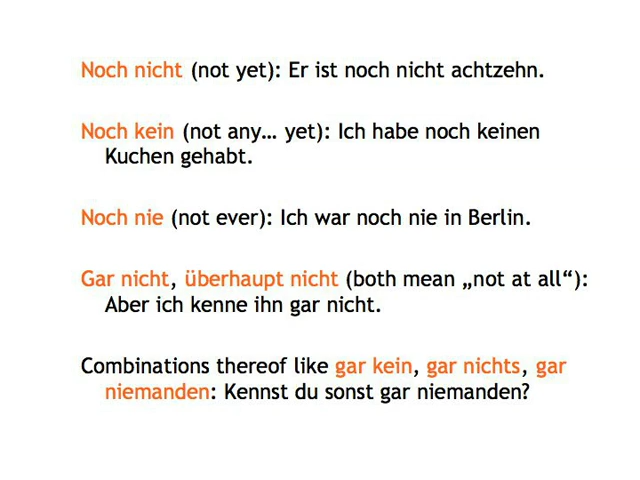 Noch nicht (not yet): Er ist noch nicht achtzehn.
Noch kein (not any… yet): Ich habe noch keinen
Kuchen gehabt.
Noch nie (not ever): Ich war noch nie in Berlin.
Gar nicht, überhaupt nicht (both mean „not at all“):
Aber ich kenne ihn gar nicht.
Combinations thereof like gar kein, gar nichts, gar
niemanden: Kennst du sonst gar niemanden?